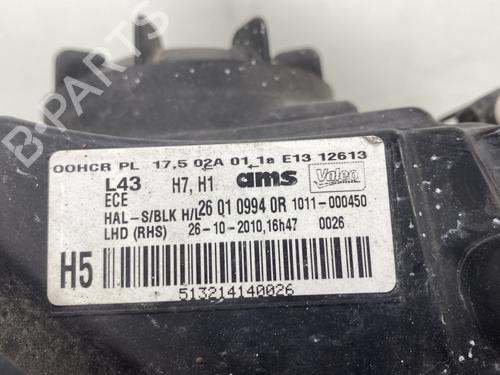 00HCR PL 17,5 02A 01 1a E13 12613
L43 H7, H1 ams Valeo
ECE
HAL-S/BLK H/L 26 01 0994 0R 1011-000450
LHD (RHS) 26-10-2010,16h47 0026
H5
513214140026
B-PARTS